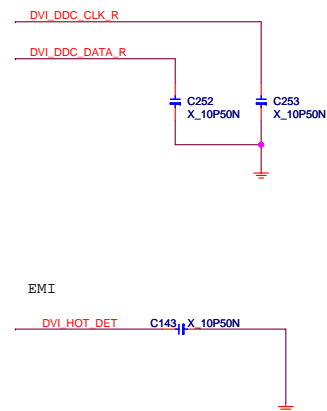 DVI_DDC_CLK_R
DVI_DDC_DATA_R
C252 C253
X_10P50N X_10P50N
EMI
DVI_HOT_DET C143 X_10P50N